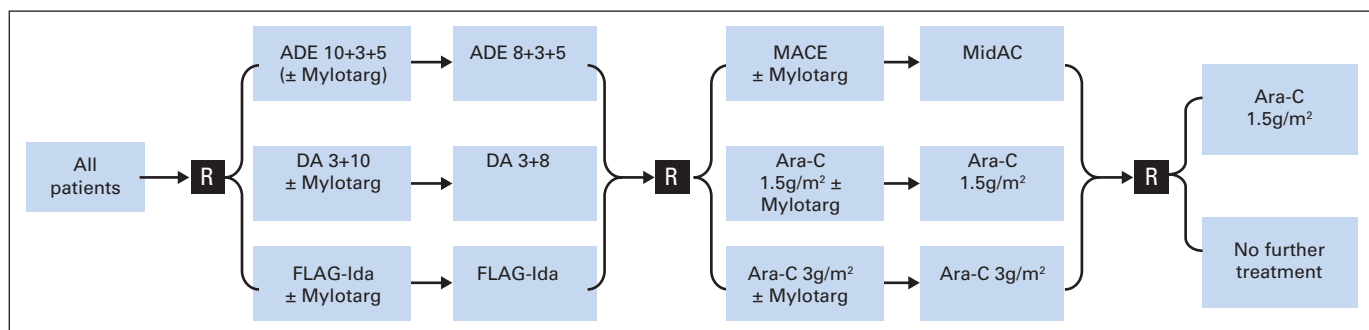 All
patients
R
ADE 10+3+5
(± Mylotarg)
ADE 8+3+5
DA 3+10
± Mylotarg
DA 3+8
FLAG-Ida
± Mylotarg
FLAG-Ida
R
MACE
± Mylotarg
MidAC
Ara-C
1.5g/m² ±
Mylotarg
Ara-C
1.5g/m²
Ara-C 3g/m²
± Mylotarg
Ara-C 3g/m²
R
Ara-C
1.5g/m²
No further
treatment